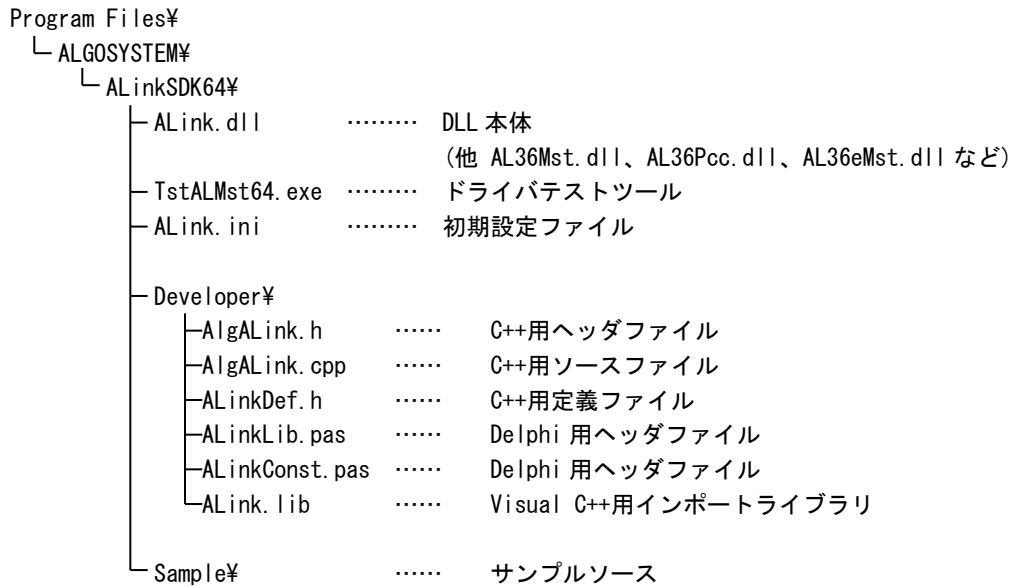 Program Files¥
ALGOSYSTEM¥
ALinkSDK64¥
ALink.dll ……… DLL 本体
(他 AL36Mst.dll、AL36Pcc.dll、AL36eMst.dll など)
TstALMst64.exe ……… ドライバテストツール
ALink.ini ……… 初期設定ファイル
Developer¥
AlgALink.h …… C++用ヘッダファイル
AlgALink.cpp …… C++用ソースファイル
ALinkDef.h …… C++用定義ファイル
ALinkLib.pas …… Delphi 用ヘッダファイル
ALinkConst.pas …… Delphi 用ヘッダファイル
ALink.lib …… Visual C++用インポートライブラリ
Sample¥ …… サンプルソース